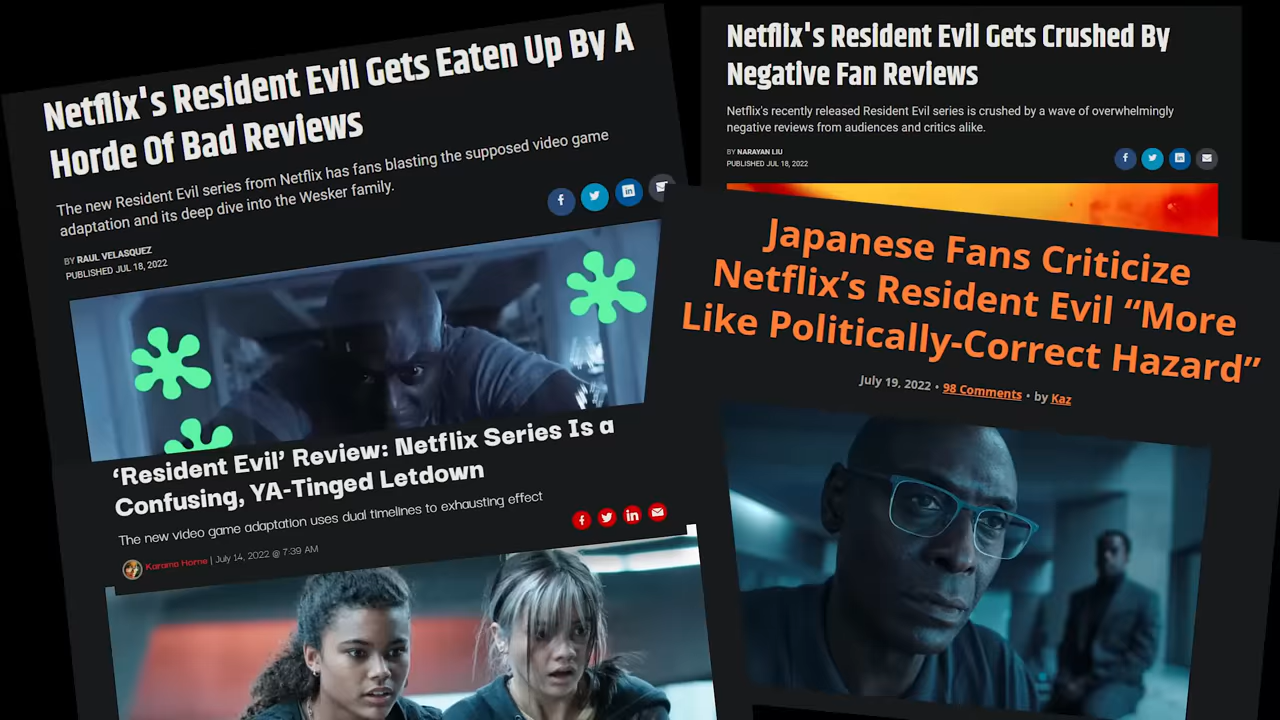 Netflix's Resident Evil Gets Eaten Up By A
Horde Of Bad Reviews
The new Resident Evil series from Netflix has fans blasting the supposed video game
adaptation and its deep dive into the Wesker family.
BY RAUL VELASQUEZ
PUBLISHED JUL 18, 2022
‘Resident Evil’ Review: Netflix Series Is a
Confusing, YA-Tinged Letdown
The new video game adaptation uses dual timelines to exhausting effect
Karama Horne | July 14, 2022 @ 7:39 AM
Netflix's Resident Evil Gets Crushed By
Negative Fan Reviews
Netflix's recently released Resident Evil series is crushed by a wave of overwhelmingly
negative reviews from audiences and critics alike.
BY NARAYAN LIU
PUBLISHED JUL 18, 2022
Japanese Fans Criticize
Netflix’s Resident Evil “More
Like Politically-Correct Hazard”
July 19, 2022 • 98 Comments • by Kaz